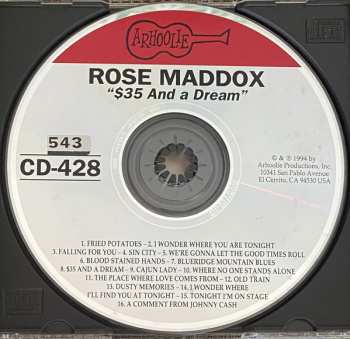 ARHOOLIE
ROSE MADDOX
"$35 And a Dream"
543
CD-428
© & ℗ 1994 by
Arhoolie Productions, Inc.
10341 San Pablo Avenue
El Cerrito, CA 94530 USA
1. FRIED POTATOES – 2. I WONDER WHERE YOU ARE TONIGHT
3. FALLING FOR YOU – 4. SIN CITY – 5. WE'RE GONNA LET THE GOOD TIMES ROLL
6. BLOOD STAINED HANDS – 7. BLUERIDGE MOUNTAIN BLUES
8. $35 AND A DREAM – 9. CAJUN LADY – 10. WHERE NO ONE STANDS ALONE
11. THE PLACE WHERE LOVE COMES FROM – 12. OLD TRAIN
13. DUSTY MEMORIES – 14. I WONDER WHERE
I'LL FIND YOU AT TONIGHT – 15. TONIGHT I'M ON STAGE
16. A COMMENT FROM JOHNNY CASH